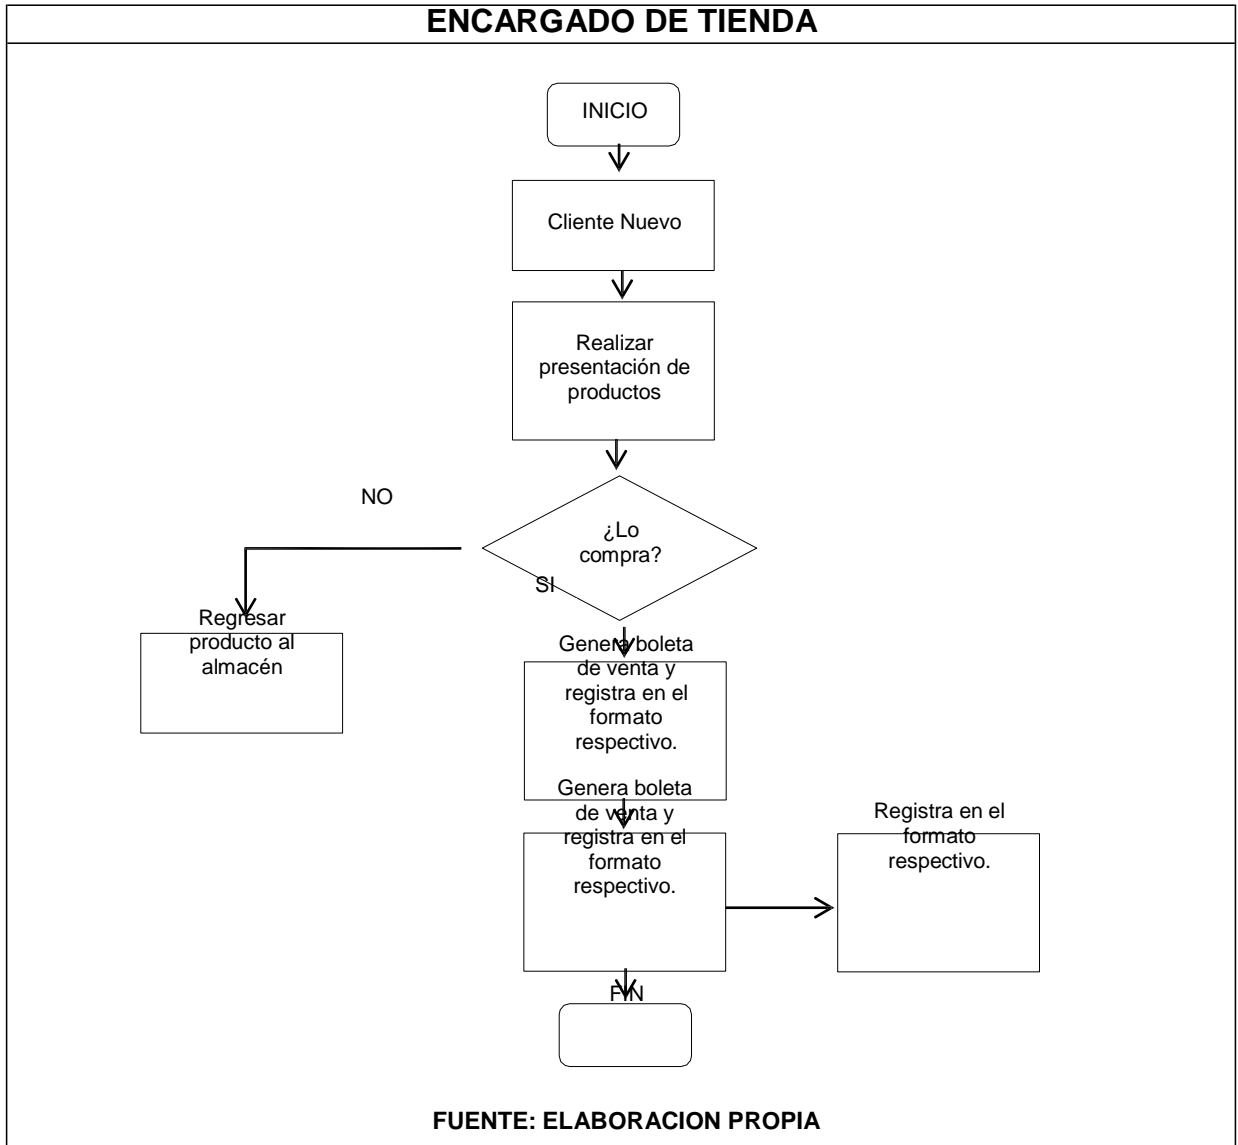 ENCARGADO DE TIENDA
INICIO
Cliente Nuevo
Realizar
presentación de
productos
NO
¿Lo
compra?
SI
Regresar
producto al
almacén
Genera boleta
de venta y
registra en el
formato
respectivo.
Genera boleta
de venta y
registra en el
formato
respectivo.
Registra en el
formato
respectivo.
FIN
FUENTE: ELABORACION PROPIA